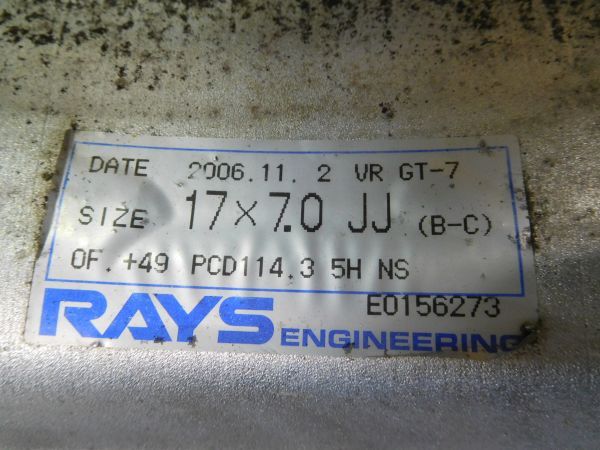 DATE 2006.11. 2 VR GT-7
SIZE 17×7.0 JJ (B-C)
OF. +49 PCD114.3 5H NS
E0156273
RAYS ENGINEERING